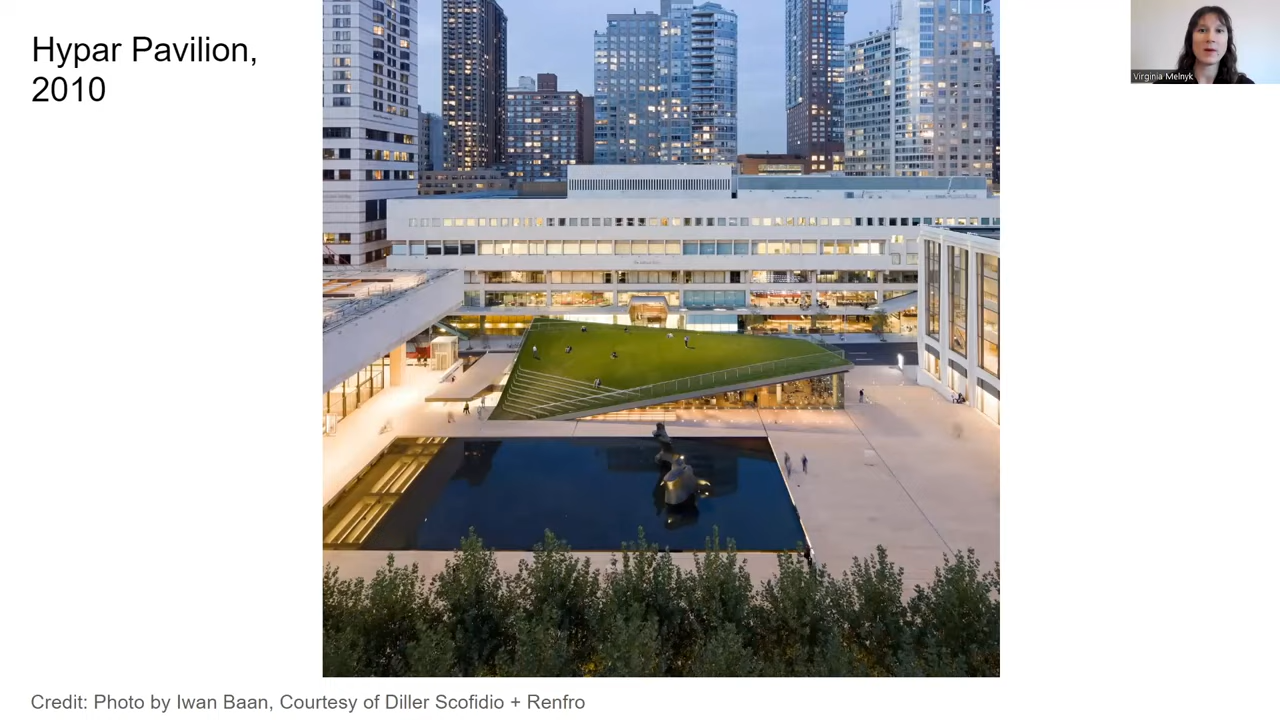 Hypar Pavilion,
2010
Virginia Melnyk
Credit: Photo by Iwan Baan, Courtesy of Diller Scofidio + Renfro